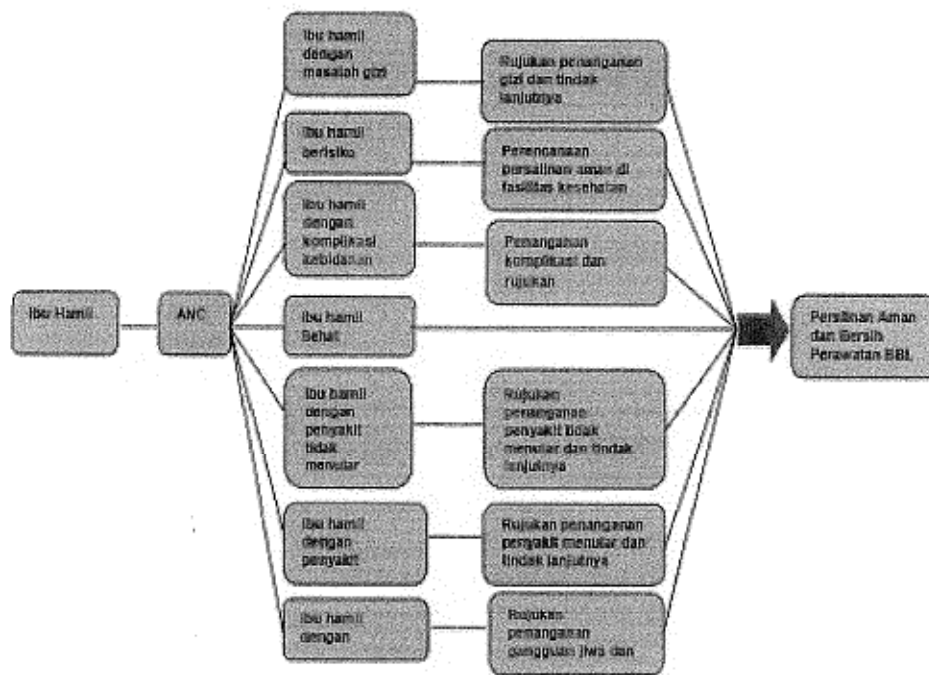 Ibu Hamil
ANC
Ibu hamil
dengan
masalah gizi
Rujukan penanganan
gizi dan tindak
lanjutnya
Ibu hamil
berisiko
Perencanaan
persalinan aman di
fasilitas kesehatan
Ibu hamil
dengan
komplikasi
kebidanan
Penanganan
komplikasi dan
rujukan
Ibu hamil
Sehat
Ibu hamil
dengan
penyakit
tidak
menular
Rujukan
penanganan
penyakit tidak
menular dan tindak
lanjutnya
Ibu hamil
dengan
penyakit
Rujukan penanganan
penyakit menular dan
tindak lanjutnya
Ibu hamil
dengan
Rujukan
penanganan
gangguan jiwa dan
Perslinan Aman
dan Bersih
Perawatan BBL